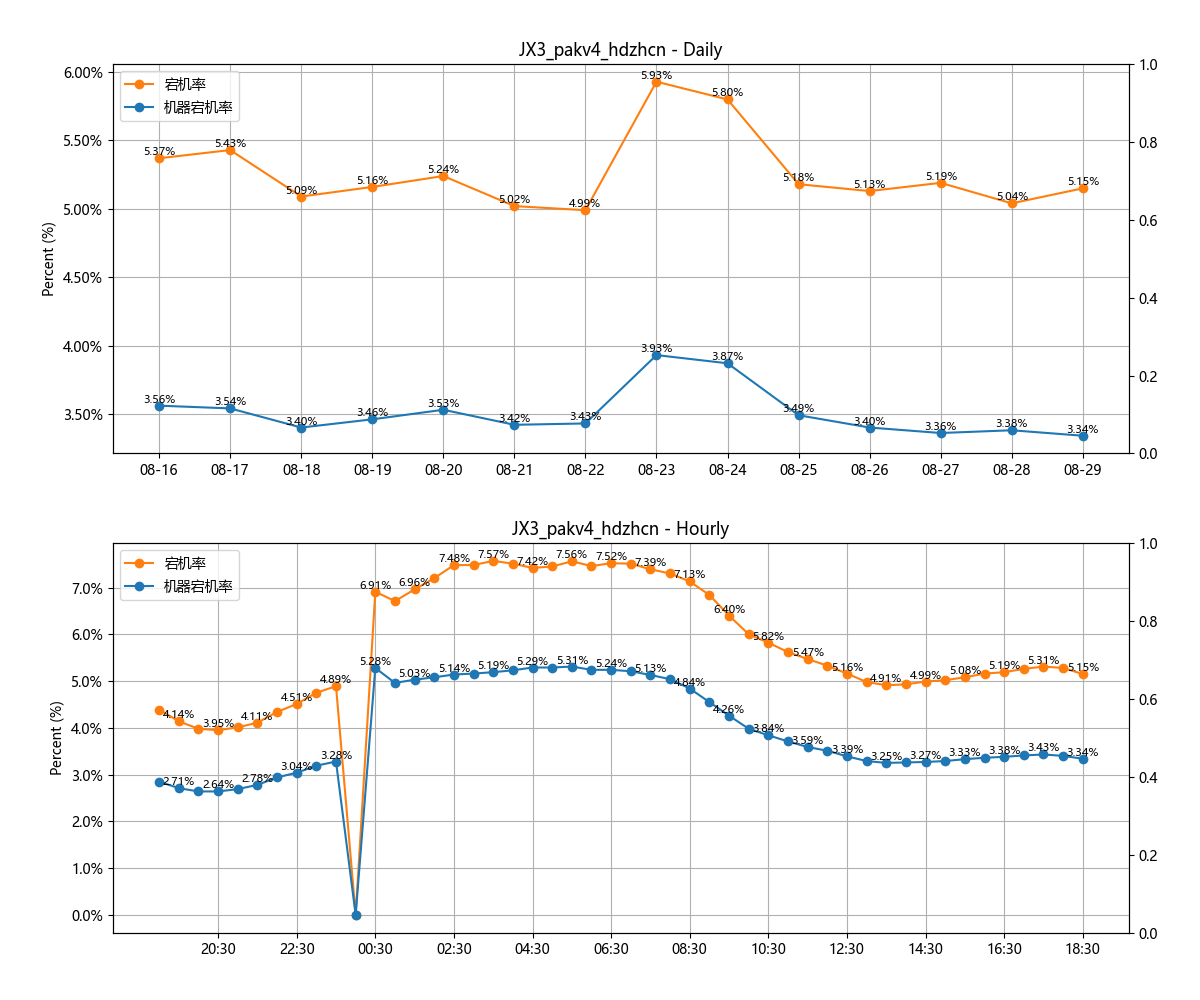 JX3_pakv4_hdzhcn - Daily
宕机率
机器宕机率
Percent (%)
6.00%
5.50%
5.00%
4.50%
4.00%
3.50%
1.0
0.8
0.6
0.4
0.2
0.0
5.37% 5.43% 5.09% 5.16% 5.24% 5.02% 4.99% 5.93% 5.80% 5.18% 5.13% 5.19% 5.04% 5.15%
3.56% 3.54% 3.40% 3.46% 3.53% 3.42% 3.43% 3.93% 3.87% 3.49% 3.40% 3.36% 3.38% 3.34%
08-16 08-17 08-18 08-19 08-20 08-21 08-22 08-23 08-24 08-25 08-26 08-27 08-28 08-29
JX3_pakv4_hdzhcn - Hourly
宕机率
机器宕机率
Percent (%)
7.0%
6.0%
5.0%
4.0%
3.0%
2.0%
1.0%
0.0%
1.0
0.8
0.6
0.4
0.2
0.0
4.14% 3.95% 4.11% 4.51% 4.89% 6.91% 6.96% 7.48% 7.57% 7.42% 7.56% 7.52% 7.39% 7.13% 6.40% 5.82% 5.47% 5.16% 4.91% 4.99% 5.08% 5.19% 5.31% 5.15%
2.71% 2.64% 2.78% 3.04% 3.28% 5.28% 5.03% 5.14% 5.19% 5.29% 5.31% 5.24% 5.13% 4.84% 4.26% 3.84% 3.59% 3.39% 3.25% 3.27% 3.33% 3.38% 3.43% 3.34%
20:30 22:30 00:30 02:30 04:30 06:30 08:30 10:30 12:30 14:30 16:30 18:30